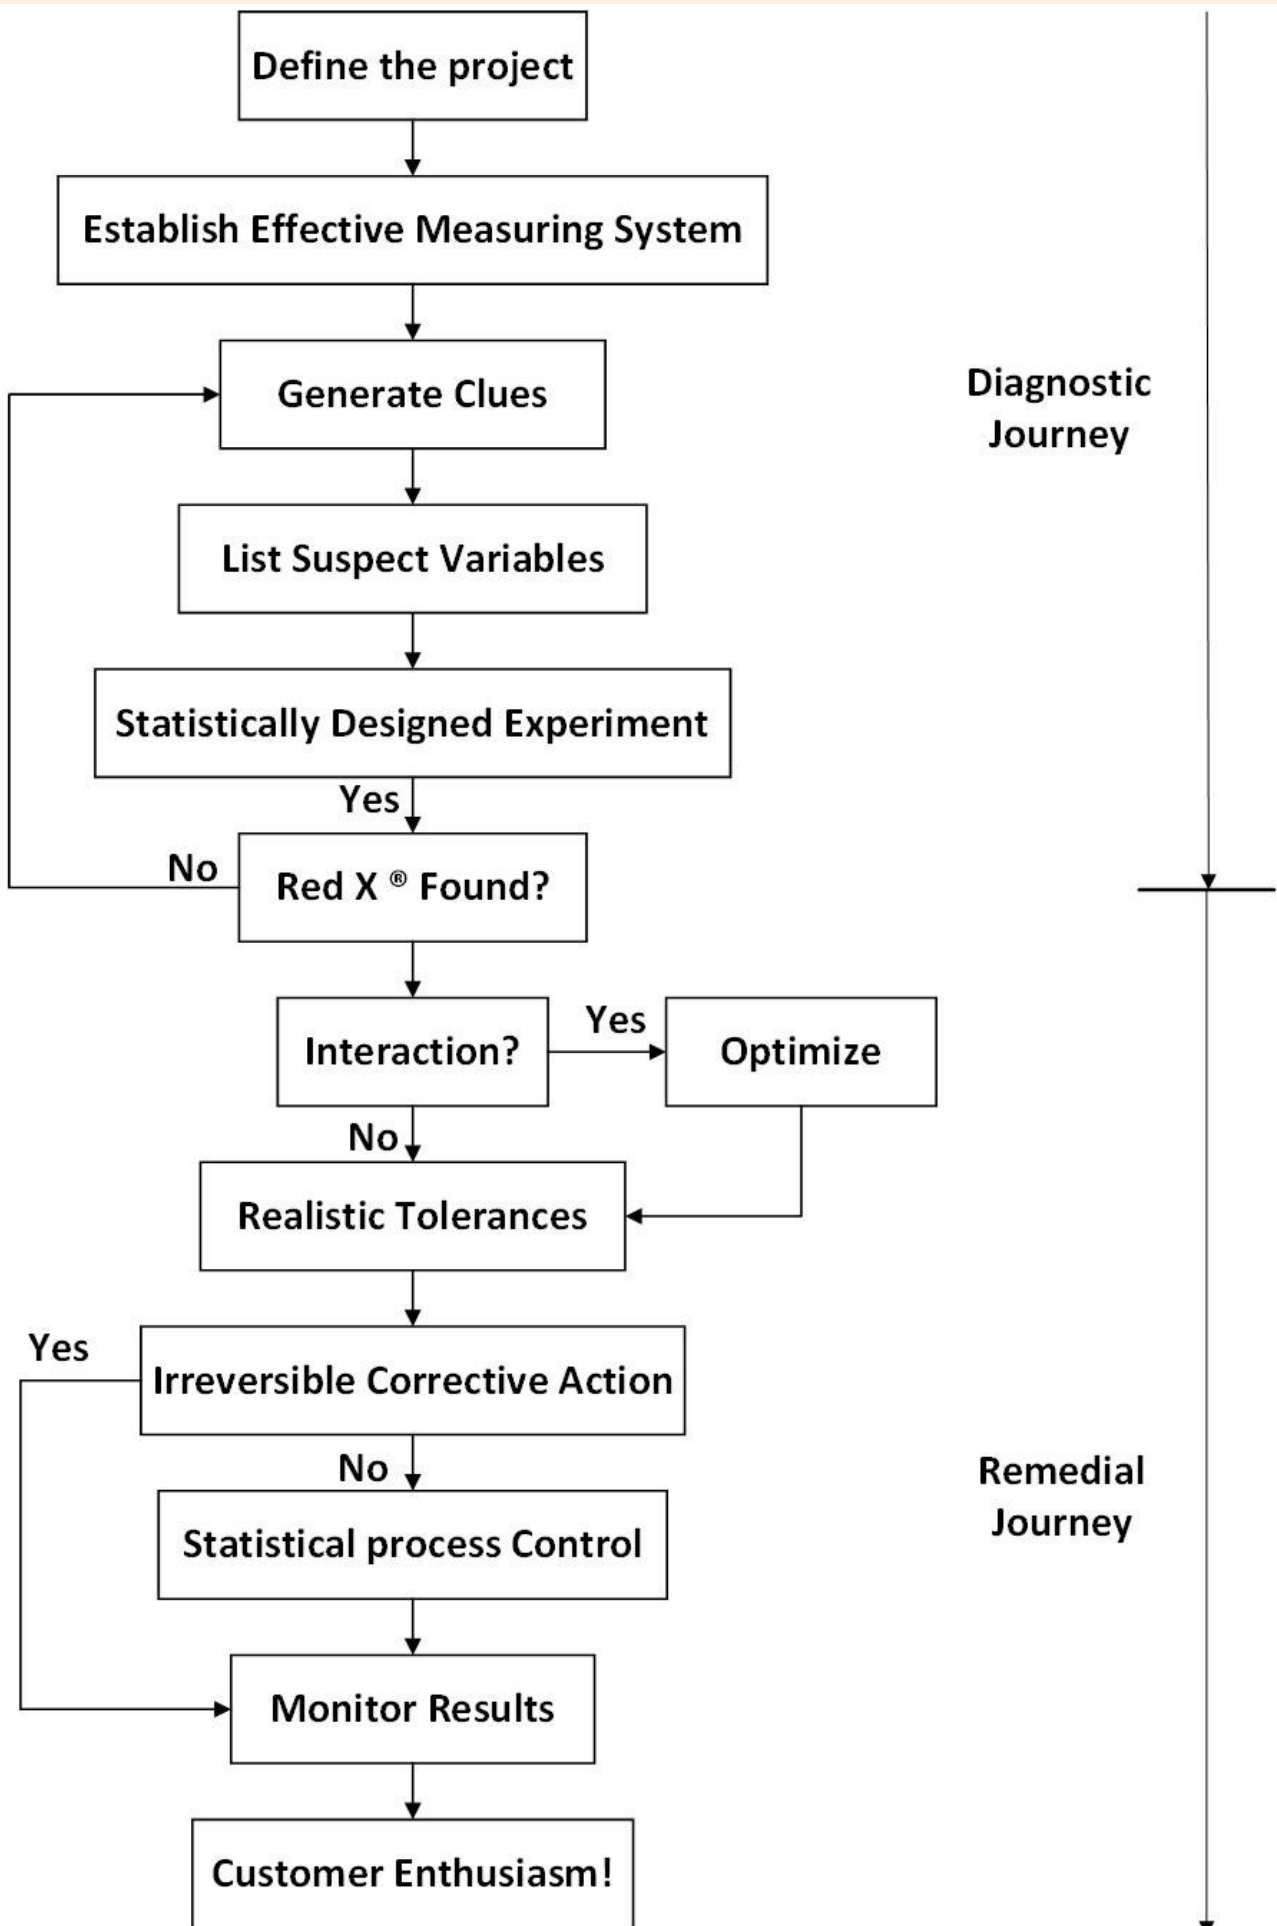 Define the project
Establish Effective Measuring System
Generate Clues
Diagnostic
Journey
List Suspect Variables
Statistically Designed Experiment
Yes
No
Red X ® Found?
Interaction?
Yes
Optimize
No
Realistic Tolerances
Yes
Irreversible Corrective Action
No
Remedial
Journey
Statistical process Control
Monitor Results
Customer Enthusiasm!